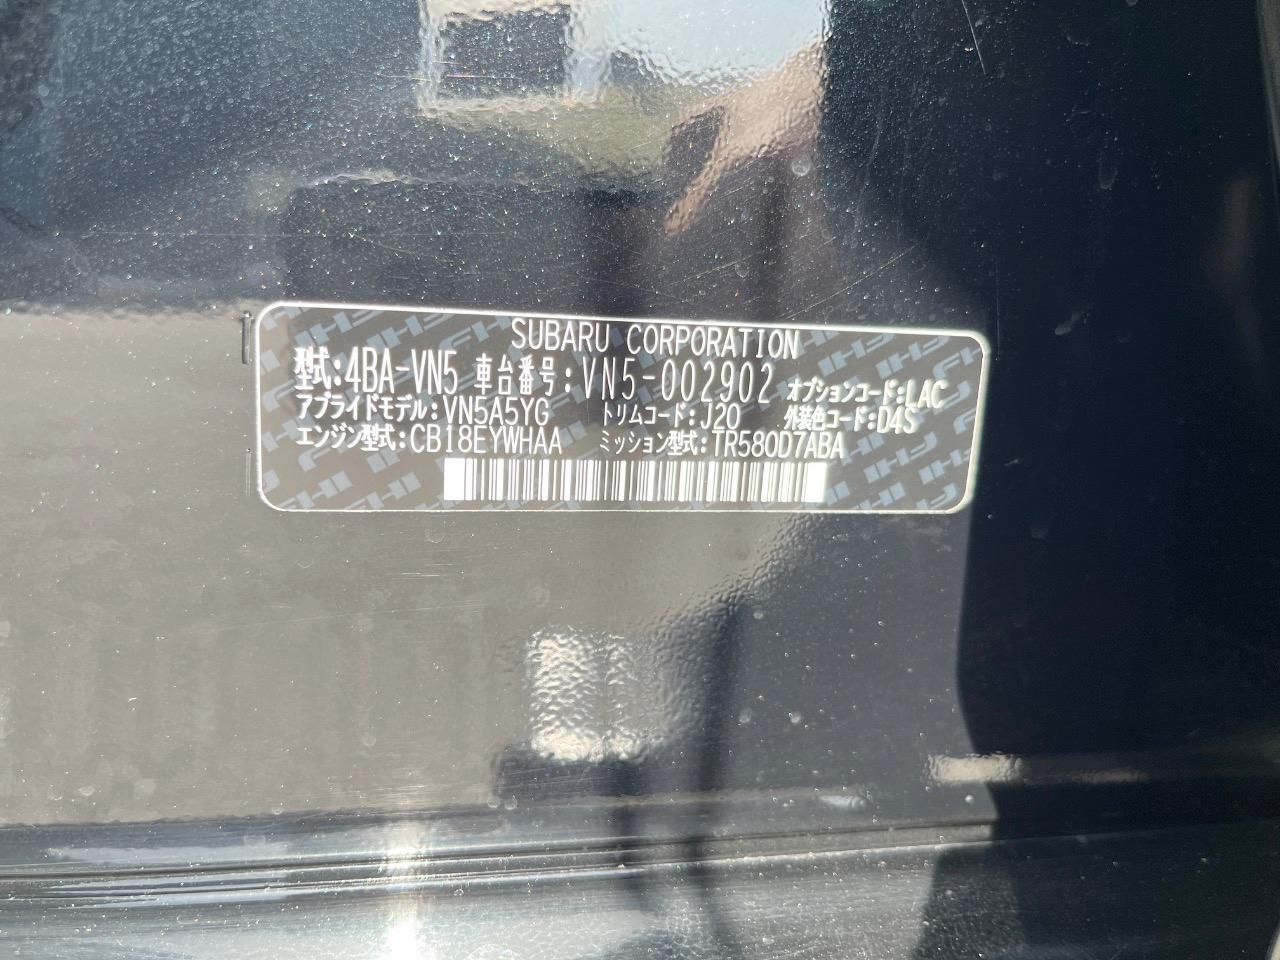 SUBARU CORPORATION
型式:4BA-VN5 車台番号:VN5-002902 オプションコード:LAC
アプライドモデル:VN5A5YG トリムコード:J20 外装色コード:D4S
エンジン型式:CB18EYWHAA ミッション型式:TR580D7ABA